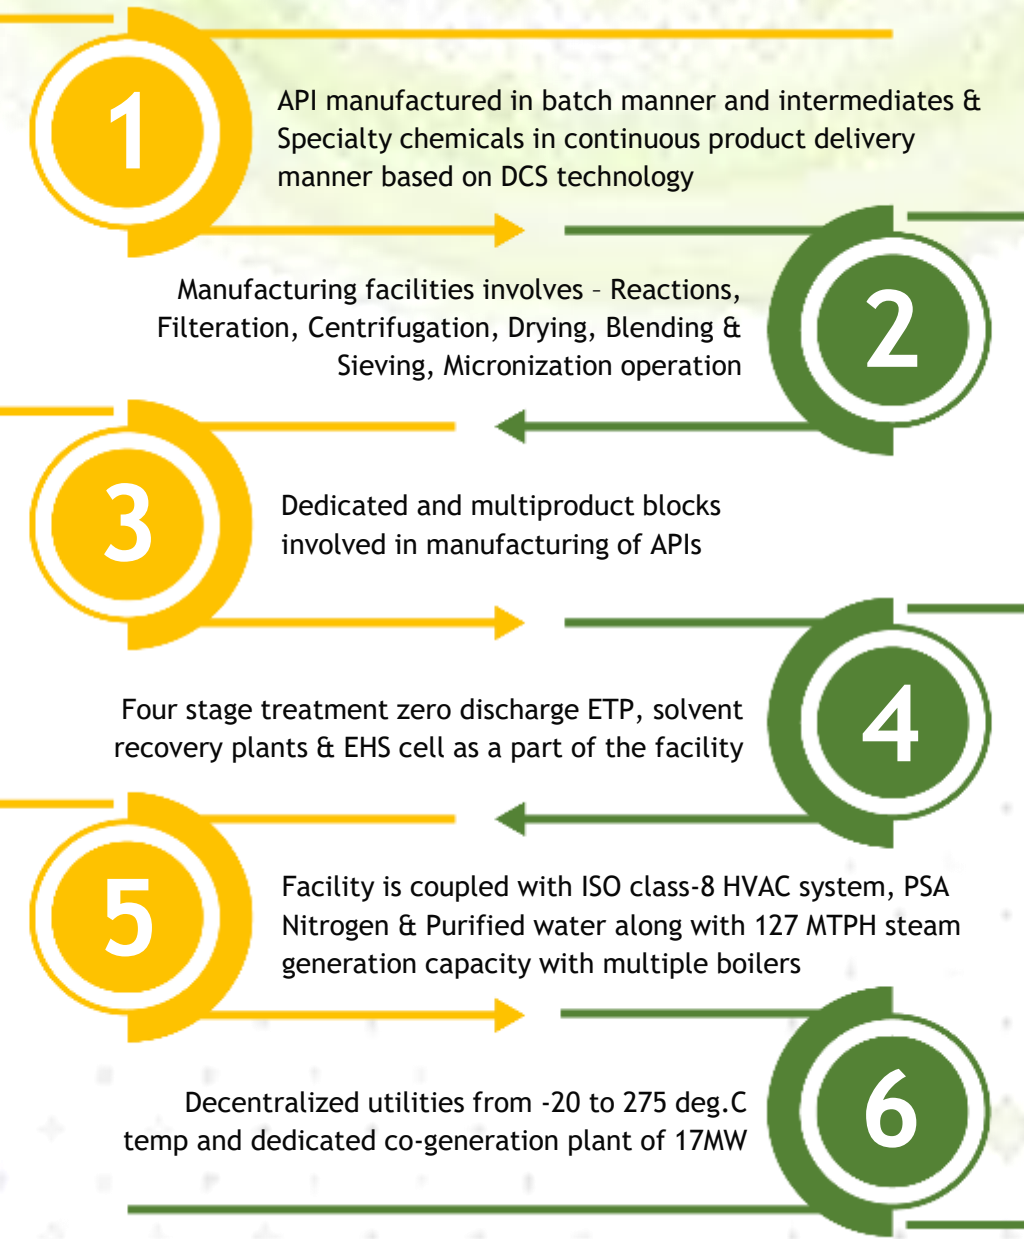 1
API manufactured in batch manner and intermediates &
Specialty chemicals in continuous product delivery
manner based on DCS technology
2
Manufacturing facilities involves – Reactions,
Filteration, Centrifugation, Drying, Blending &
Sieving, Micronization operation
3
Dedicated and multiproduct blocks
involved in manufacturing of APIs
4
Four stage treatment zero discharge ETP, solvent
recovery plants & EHS cell as a part of the facility
5
Facility is coupled with ISO class-8 HVAC system, PSA
Nitrogen & Purified water along with 127 MTPH steam
generation capacity with multiple boilers
6
Decentralized utilities from -20 to 275 deg.C
temp and dedicated co-generation plant of 17MW